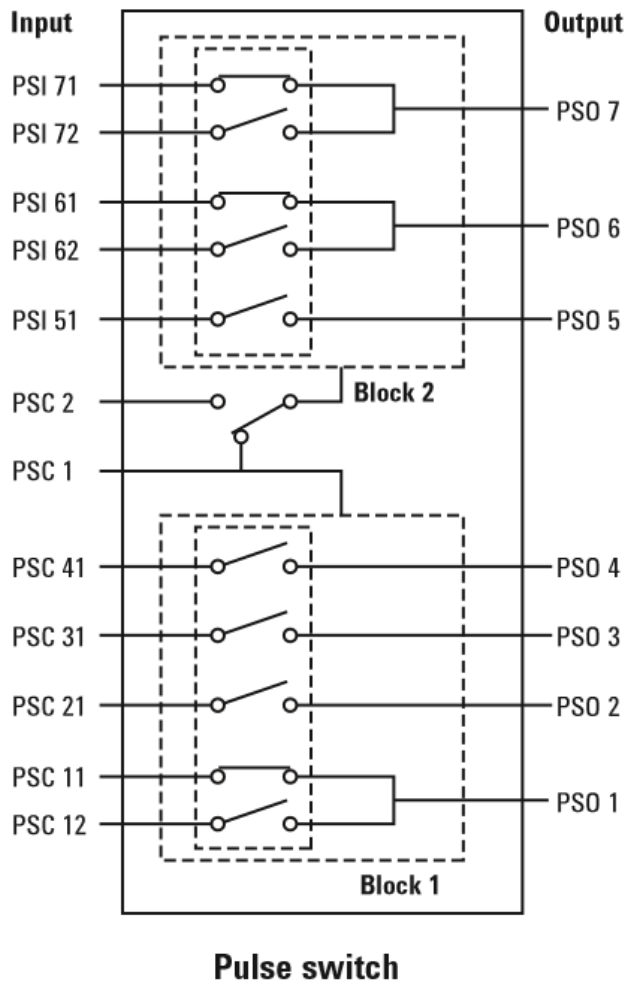 Input
Output
PSI 71
PSO 7
PSI 72
PSI 61
PSO 6
PSI 62
PSI 51
PSO 5
PSC 2
Block 2
PSC 1
PSC 41
PSO 4
PSC 31
PSO 3
PSC 21
PSO 2
PSC 11
PSO 1
PSC 12
Block 1
Pulse switch